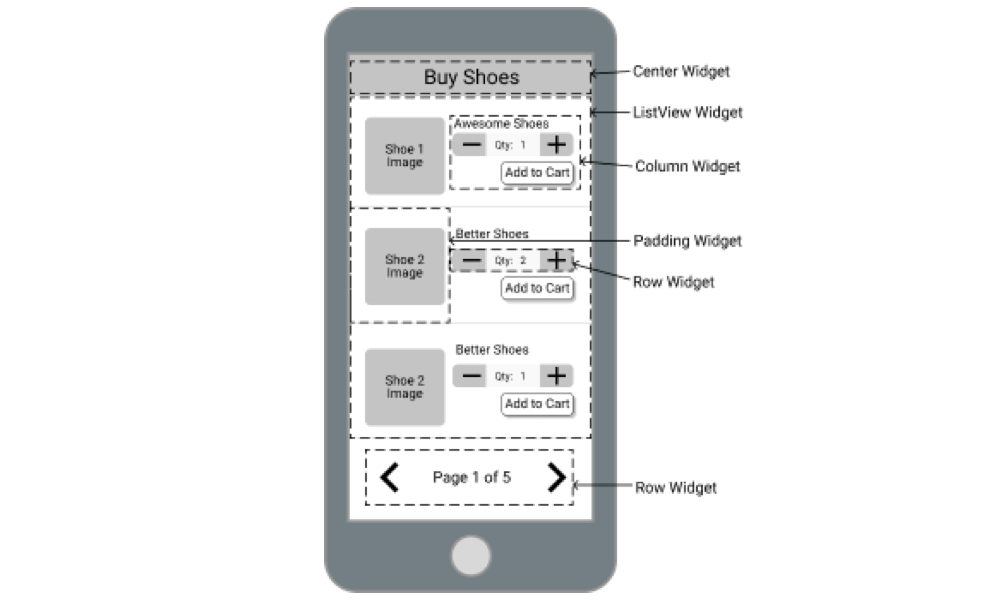 Buy Shoes
Center Widget
ListView Widget
Awesome Shoes
Shoe 1
Image
Qty: 1
Add to Cart
Column Widget
Better Shoes
Padding Widget
Shoe 2
Image
Qty: 2
Row Widget
Add to Cart
Better Shoes
Shoe 2
Image
Qty: 1
Add to Cart
Page 1 of 5
Row Widget